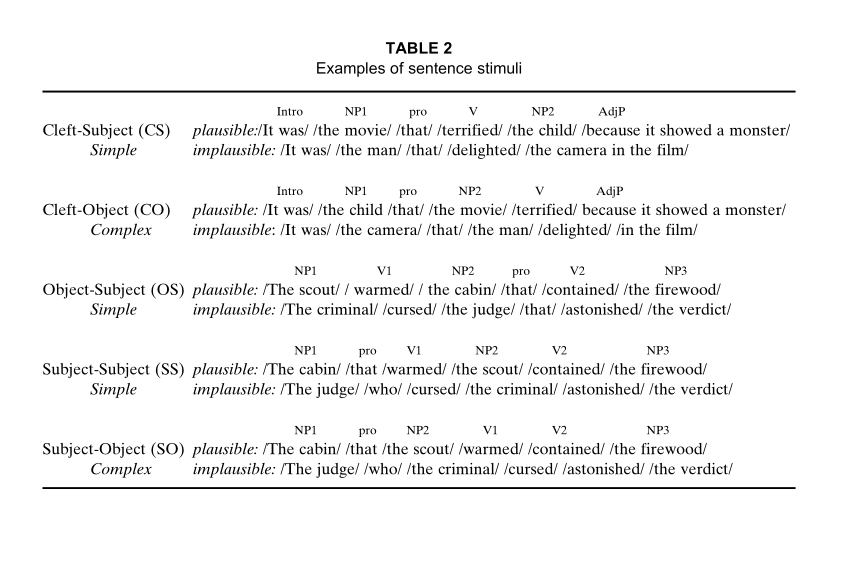 TABLE 2
Examples of sentence stimuli
Intro NP1 pro V NP2 AdjP
Cleft-Subject (CS) plausible:/It was/ /the movie/ /that/ /terrified/ /the child/ /because it showed a monster/
Simple implausible: /It was/ /the man/ /that/ /delighted/ /the camera in the film/
Intro NP1 pro NP2 V AdjP
Cleft-Object (CO) plausible: /It was/ /the child /that/ /the movie/ /terrified/ because it showed a monster/
Complex implausible: /It was/ /the camera/ /that/ /the man/ /delighted/ /in the film/
NP1 V1 NP2 pro V2 NP3
Object-Subject (OS) plausible: /The scout/ / warmed/ / the cabin/ /that/ /contained/ /the firewood/
Simple implausible: /The criminal/ /cursed/ /the judge/ /that/ /astonished/ /the verdict/
NP1 pro V1 NP2 V2 NP3
Subject-Subject (SS) plausible: /The cabin/ /that /warmed/ /the scout/ /contained/ /the firewood/
Simple implausible: /The judge/ /who/ /cursed/ /the criminal/ /astonished/ /the verdict/
NP1 pro NP2 V1 V2 NP3
Subject-Object (SO) plausible: /The cabin/ /that /the scout/ /warmed/ /contained/ /the firewood/
Complex implausible: /The judge/ /who/ /the criminal/ /cursed/ /astonished/ /the verdict/